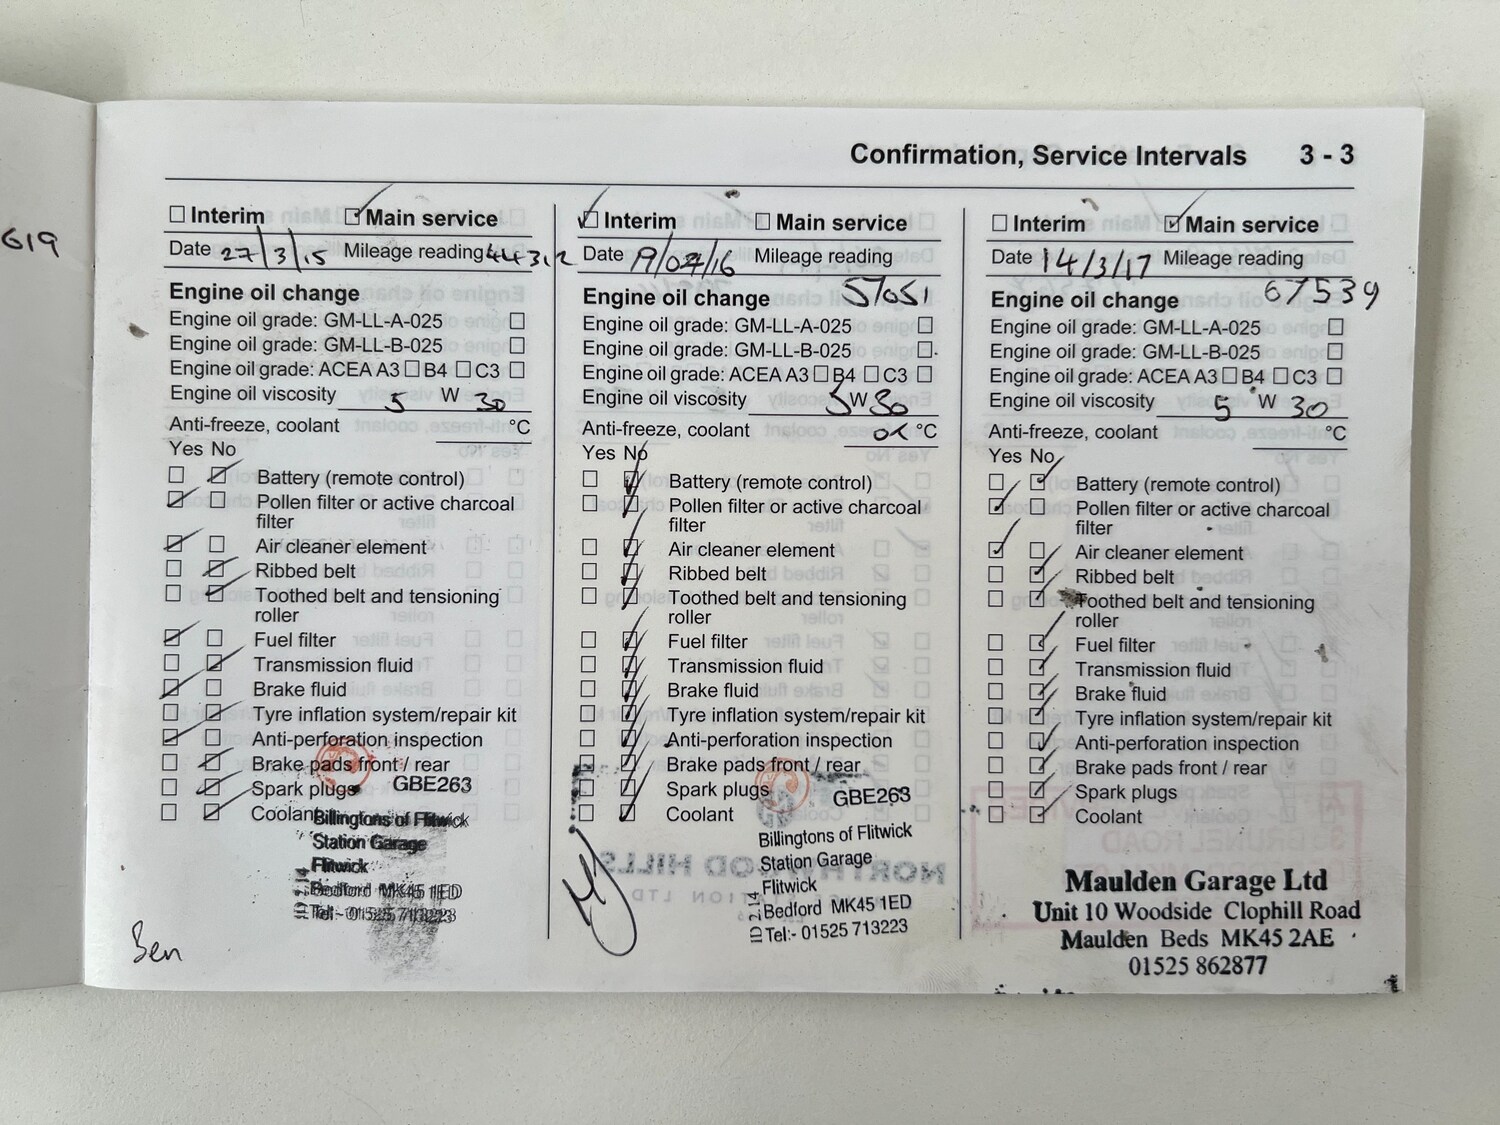 619
Confirmation, Service Intervals 3 - 3
Interim Main service
Date 27/3/15 Mileage reading 44312
Engine oil change
Engine oil grade: GM-LL-A-025
Engine oil grade: GM-LL-B-025
Engine oil grade: ACEA A3 B4 C3
Engine oil viscosity 5 W 30
Anti-freeze, coolant °C
Yes No
Battery (remote control)
Pollen filter or active charcoal
filter
Air cleaner element
Ribbed belt
Toothed belt and tensioning
roller
Fuel filter
Transmission fluid
Brake fluid
Tyre inflation system/repair kit
Anti-perforation inspection
Brake pads front / rear
Spark plugs
GBE263
Coolant
Billingtons of Flitwick
Station Garage
Flitwick
Bedford MK45 1ED
Tel:- 01525 713223
Ben
Interim Main service
Date 19/02/16 Mileage reading
57051
Engine oil change
Engine oil grade: GM-LL-A-025
Engine oil grade: GM-LL-B-025
Engine oil grade: ACEA A3 B4 C3
Engine oil viscosity 5 W 30
Anti-freeze, coolant OK °C
Yes No
Battery (remote control)
Pollen filter or active charcoal
filter
Air cleaner element
Ribbed belt
Toothed belt and tensioning
roller
Fuel filter
Transmission fluid
Brake fluid
Tyre inflation system/repair kit
Anti-perforation inspection
Brake pads front / rear
Spark plugs
GBE263
Coolant
Billingtons of Flitwick
Station Garage
Flitwick
Bedford MK45 1ED
Tel:- 01525 713223
Interim Main service
Date 14/3/17 Mileage reading
67539
Engine oil change
Engine oil grade: GM-LL-A-025
Engine oil grade: GM-LL-B-025
Engine oil grade: ACEA A3 B4 C3
Engine oil viscosity 5 W 30
Anti-freeze, coolant °C
Yes No
Battery (remote control)
Pollen filter or active charcoal
filter
Air cleaner element
Ribbed belt
Toothed belt and tensioning
roller
Fuel filter
Transmission fluid
Brake fluid
Tyre inflation system/repair kit
Anti-perforation inspection
Brake pads front / rear
Spark plugs
Coolant
Maulden Garage Ltd
Unit 10 Woodside Clophill Road
Maulden Beds MK45 2AE
01525 862877